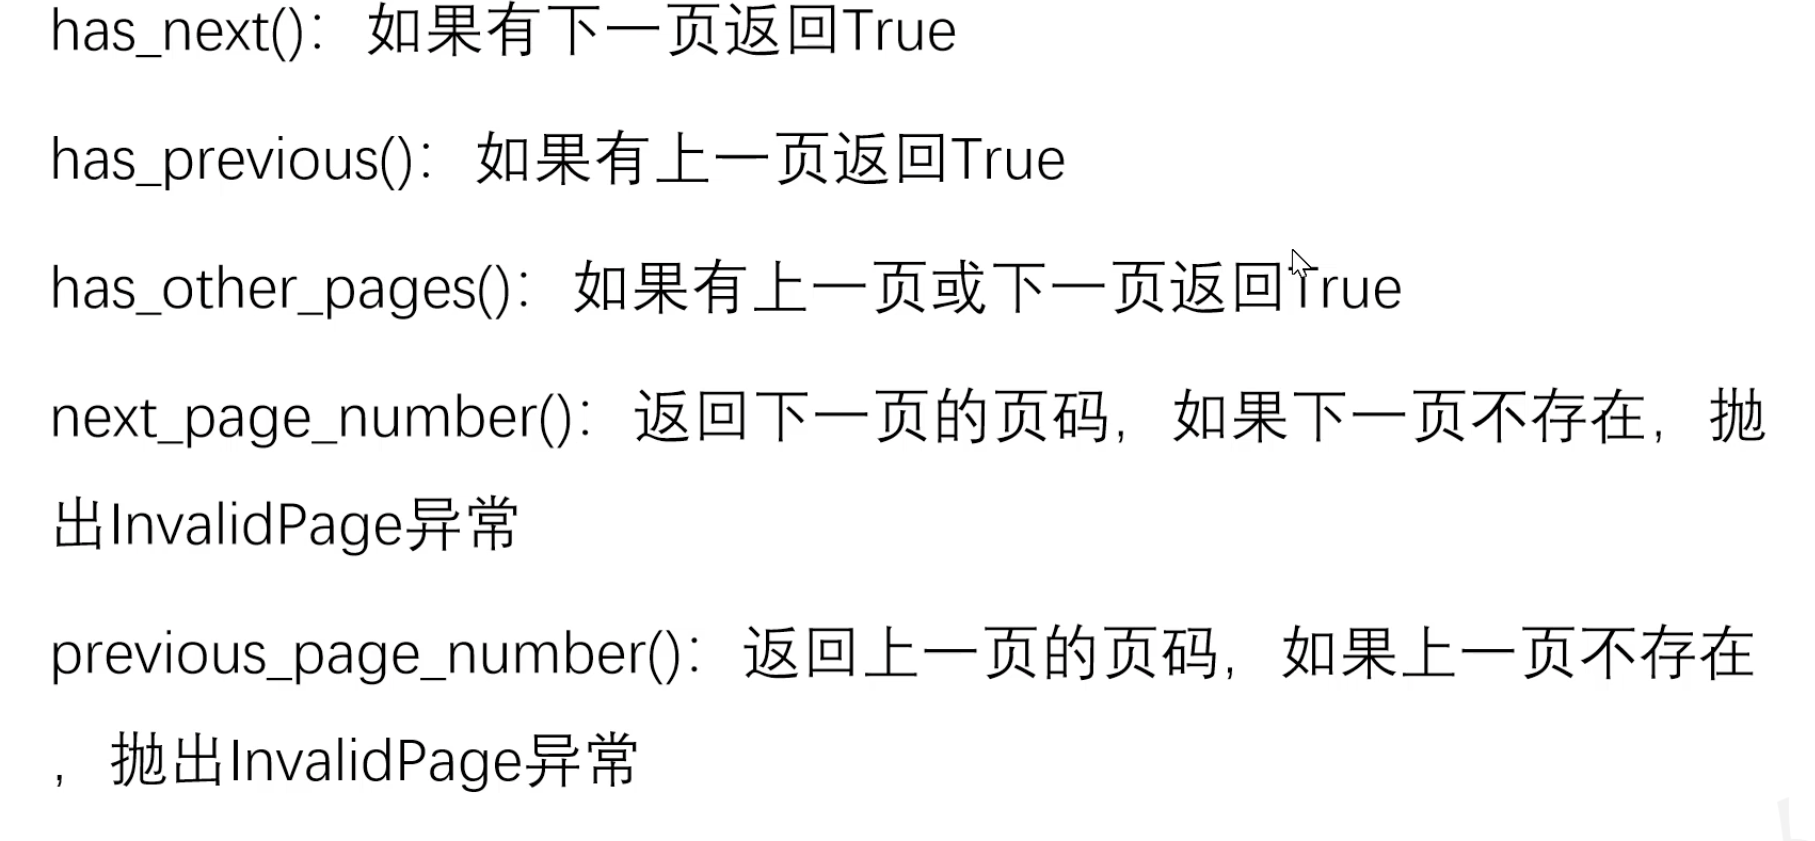 has_next()：如果有下一页返回True
has_previous()：如果有上一页返回True
has_other_pages()：如果有上一页或下一页返回True
next_page_number()：返回下一页的页码，如果下一页不存在，抛
出InvalidPage异常
previous_page_number()：返回上一页的页码，如果上一页不存在
，抛出InvalidPage异常